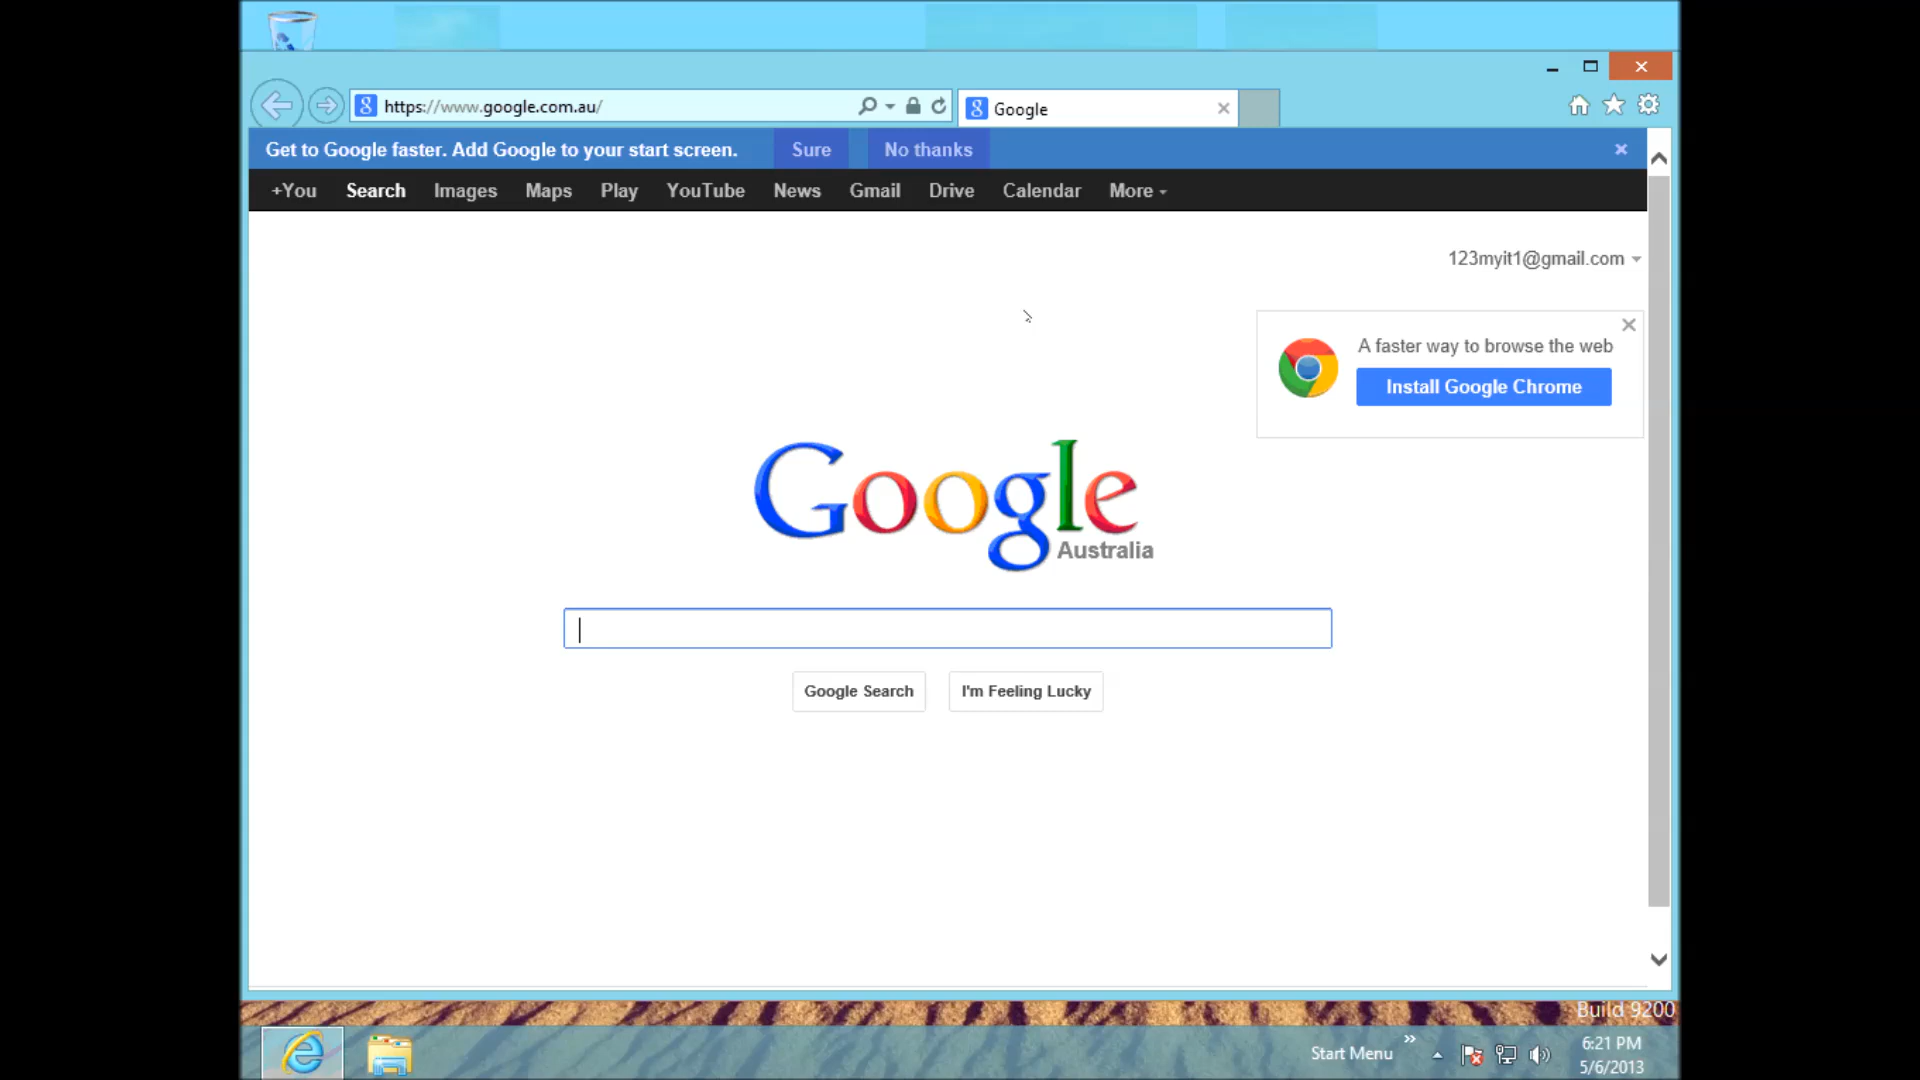 https://www.google.com.au/
Google
Get to Google faster. Add Google to your start screen. Sure No thanks
+You Search Images Maps Play YouTube News Gmail Drive Calendar More
123myit1@gmail.com
A faster way to browse the web
Install Google Chrome
Google
Australia
Google Search I'm Feeling Lucky
Build 9200
Start Menu
6:21 PM
5/6/2013